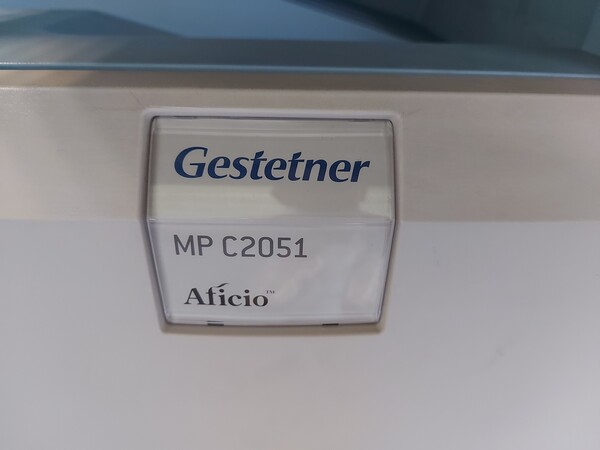 Gestetner
MP C2051
Aficio™